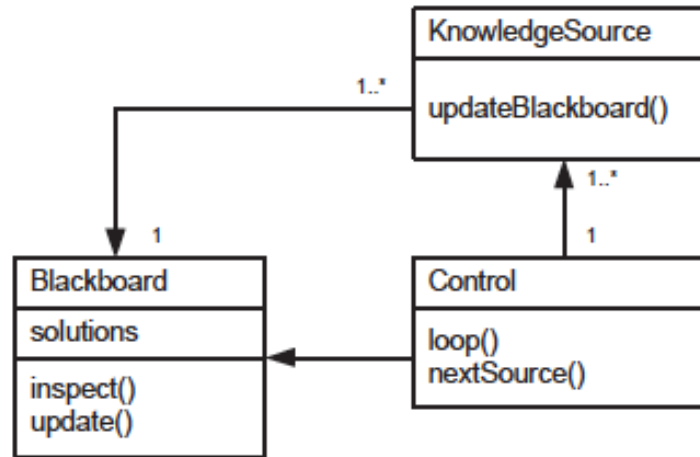 KnowledgeSource
1..*
updateBlackboard()
1..*
1
1
Blackboard
Control
solutions
loop()
nextSource()
inspect()
update()